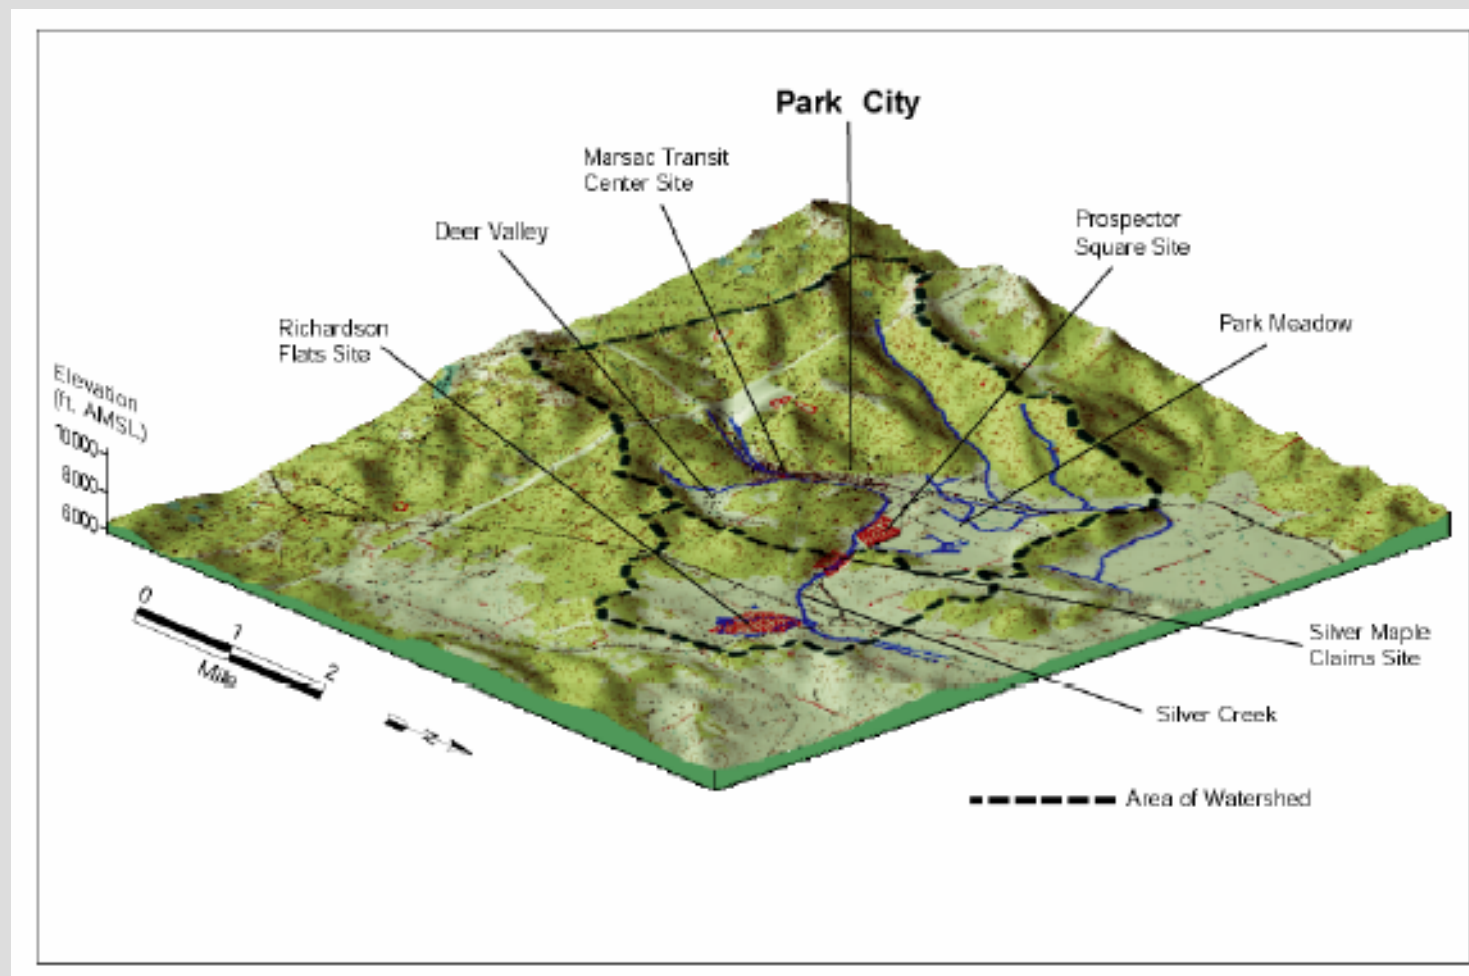 Park City
Marsac Transit
Center Site
Deer Valley
Prospector
Square Site
Richardson
Flats Site
Park Meadow
Elevation
(ft. AMSL)
10000
8000
6000
0
1
2
Mile
N
Silver Maple
Claims Site
Silver Creek
Area of Watershed